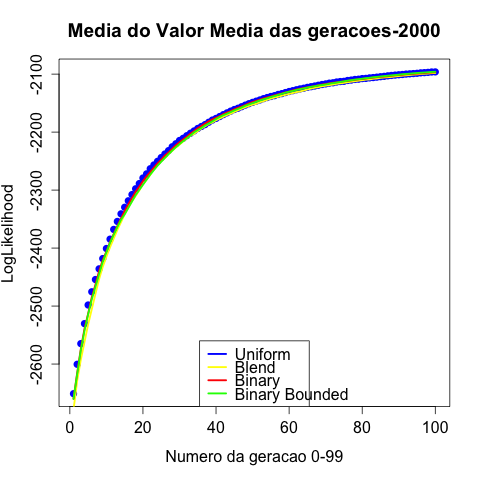 Media do Valor Media das geracoes-2000
LogLikelihood
-2100
-2200
-2300
-2400
-2500
-2600
Uniform
Blend
Binary
Binary Bounded
0 20 40 60 80 100
Numero da geracao 0-99